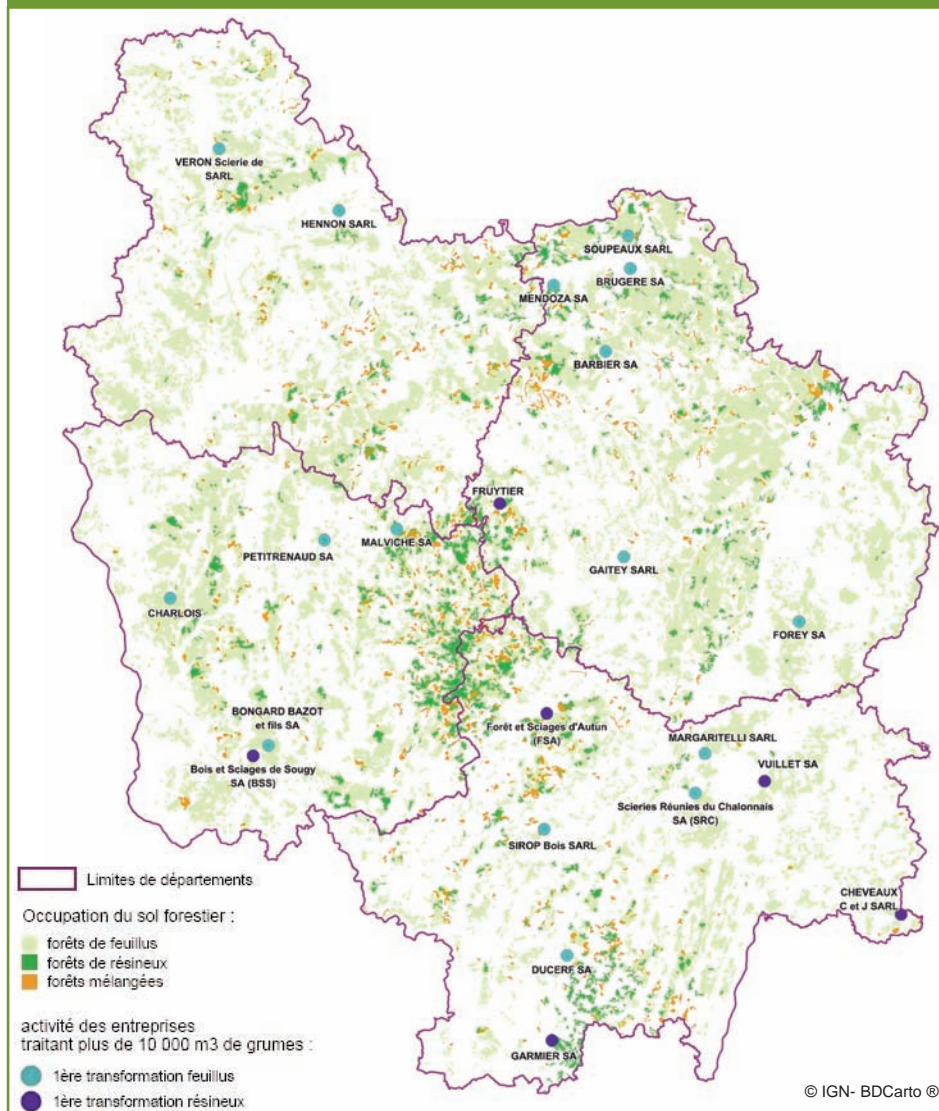 VERON Scierie de
SARL
HENNON SARL
SOUPEAUX SARL
BRUGERE SA
MENDOZA SA
BARBIER SA
FRUYTIER
MALVICHE SA
PETITRENAUD SA
GAITEY SARL
CHARLOIS
FOREY SA
BONGARD BAZOT
et fils SA
Bois et Sciages de Sougy
SA (BSS)
Forêt et Sciages d'Autun
(FSA)
MARGARITELLI SARL
VUILLET SA
Scieries Réunies du Chalonnais
SA (SRC)
SIROP Bois SARL
CHEVEAUX
C et J SARL
DUCERF SA
GARMIER SA
Limites de départements
Occupation du sol forestier :
forêts de feuillus
forêts de résineux
forêts mélangées
activité des entreprises
traitant plus de 10 000 m3 de grumes :
1ère transformation feuillus
1ère transformation résineux
© IGN- BDCarto ®